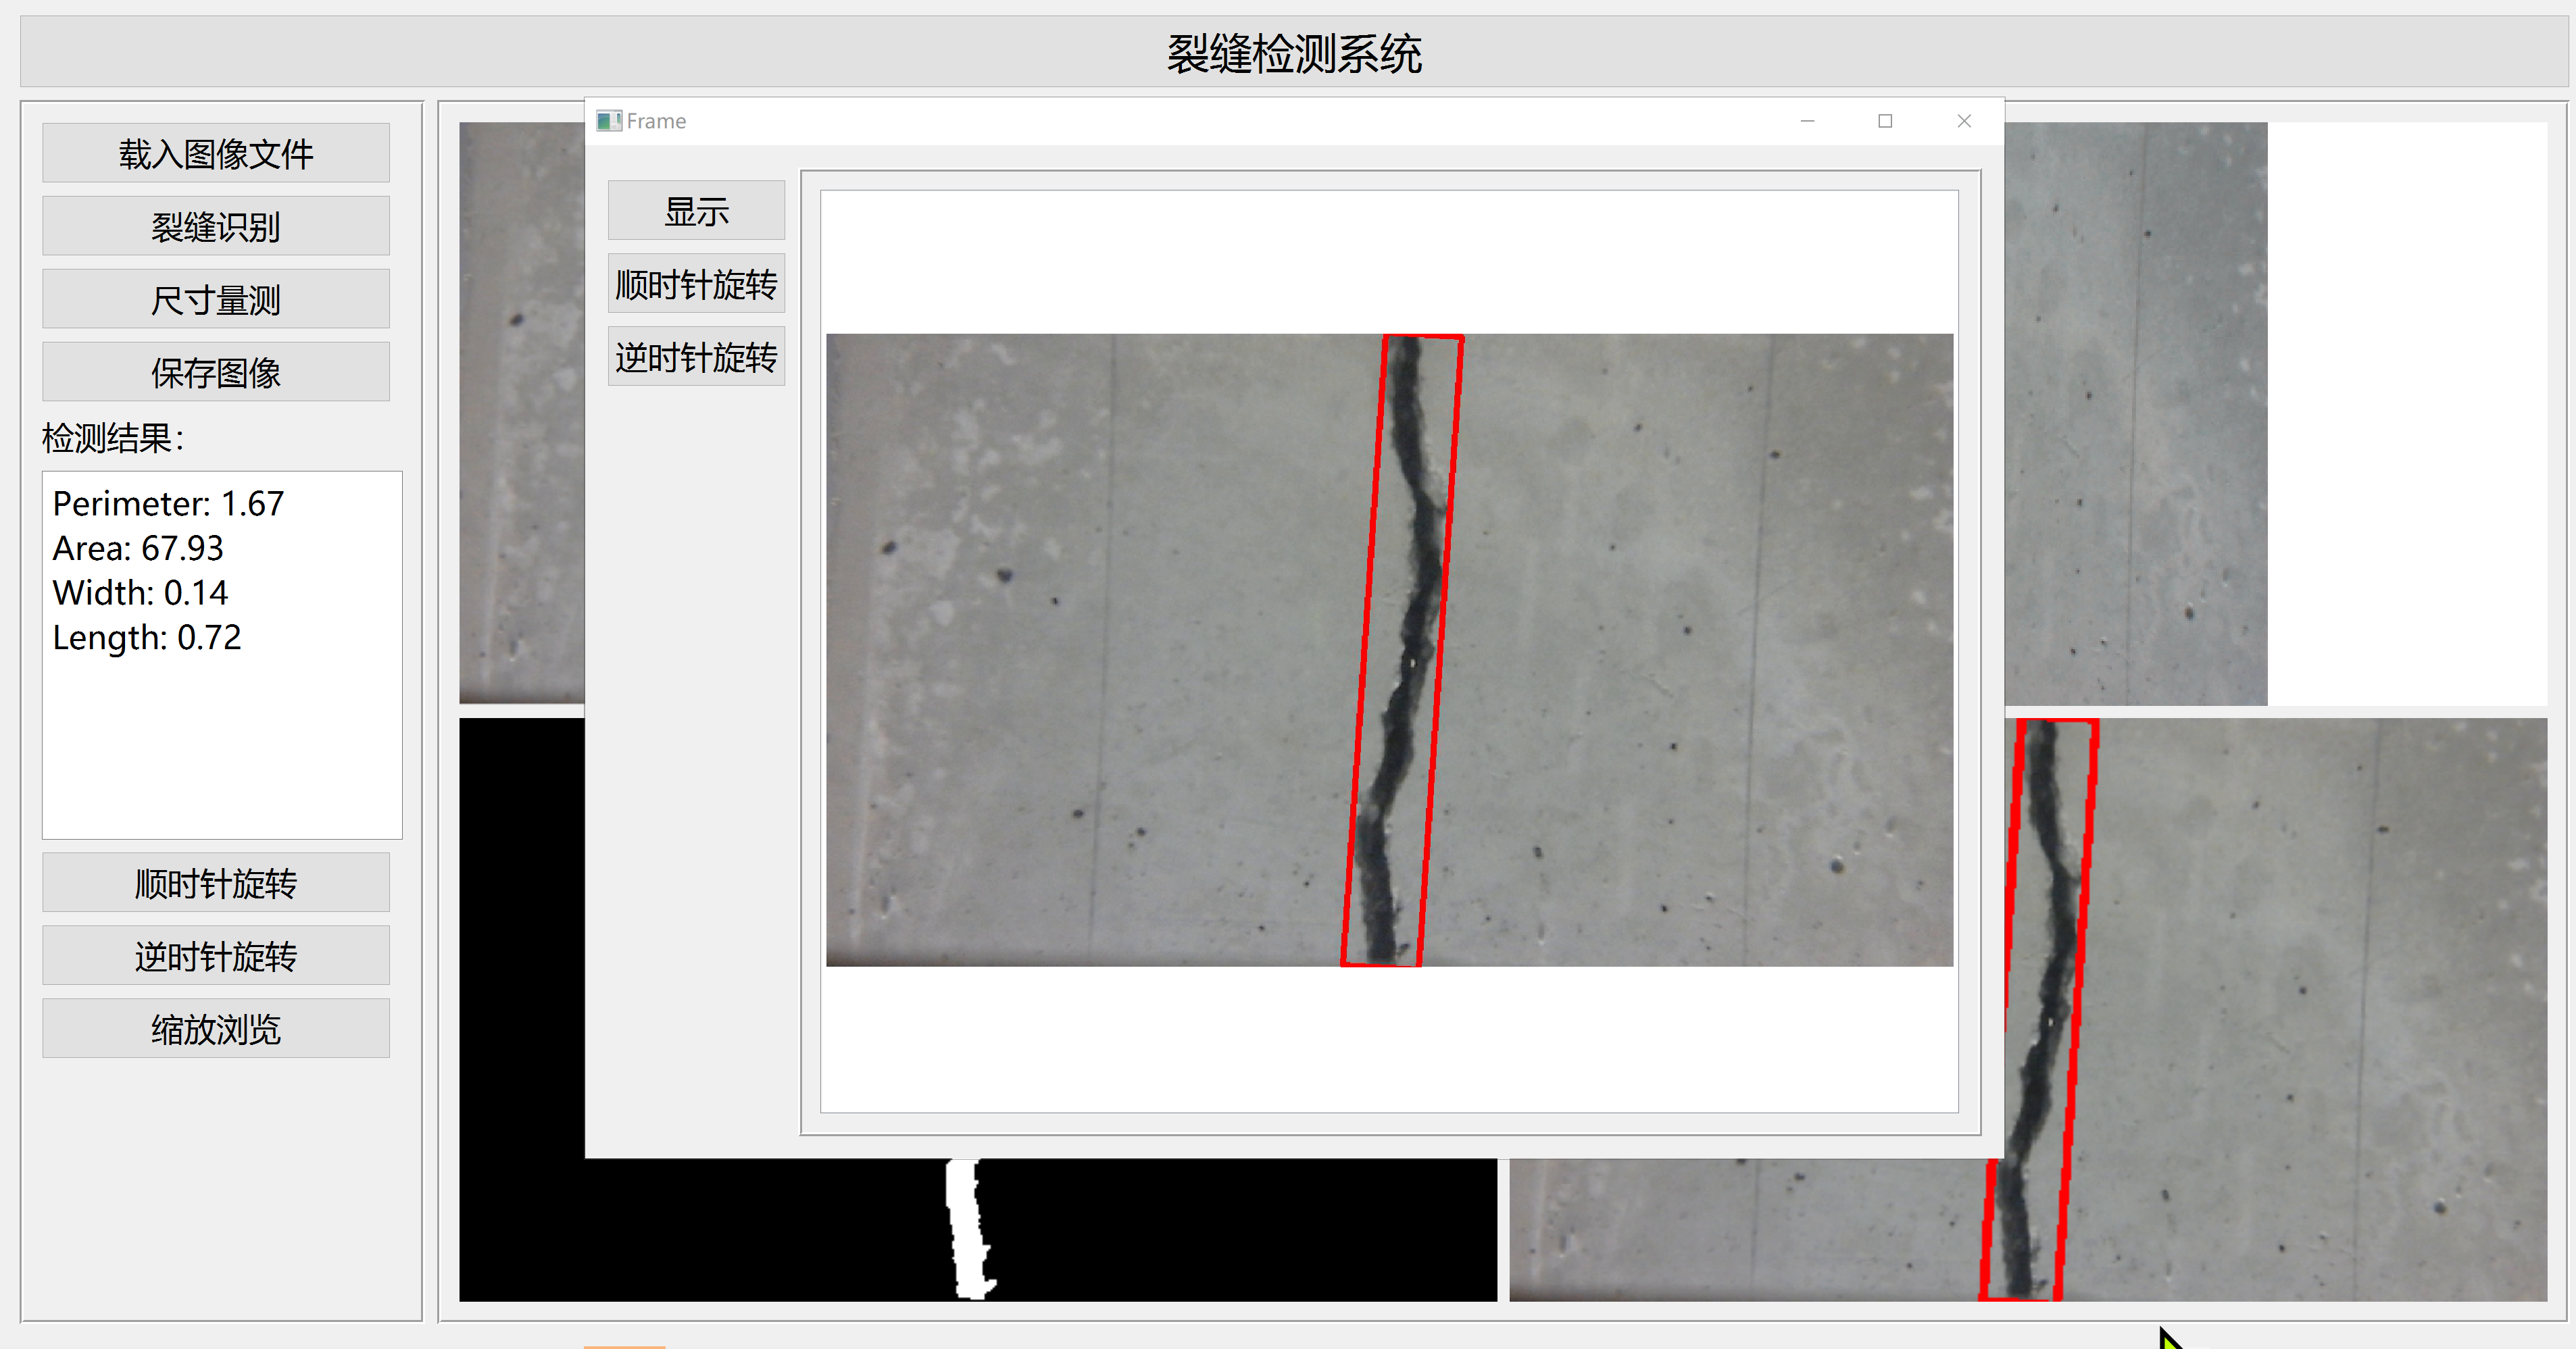 裂缝检测系统
载入图像文件
裂缝识别
尺寸量测
保存图像
检测结果：
Perimeter: 1.67
Area: 67.93
Width: 0.14
Length: 0.72
顺时针旋转
逆时针旋转
缩放浏览
Frame
显示
顺时针旋转
逆时针旋转